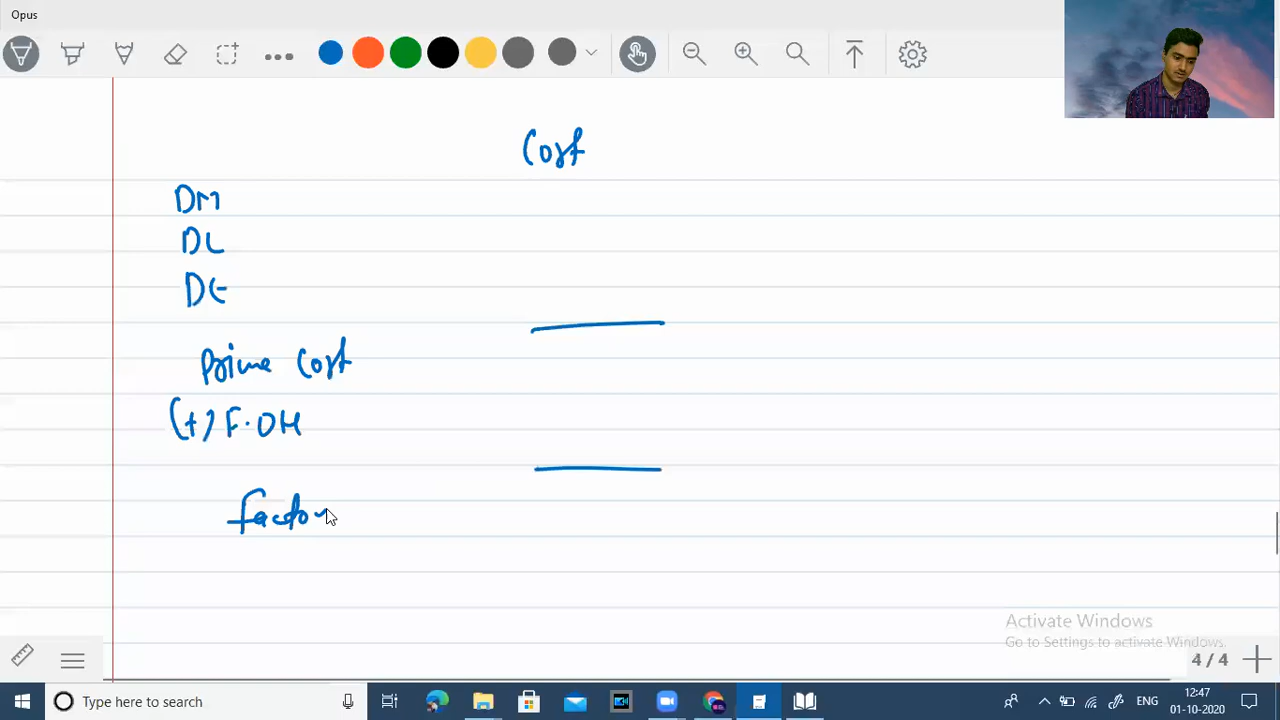 Opus
Cost
DM
DL
DE
Prime Cost
(+) F.OH
Facto
Activate Windows
Go to Settings to activate Windows.
4 / 4
Type here to search
ENG
12:47
01-10-2020